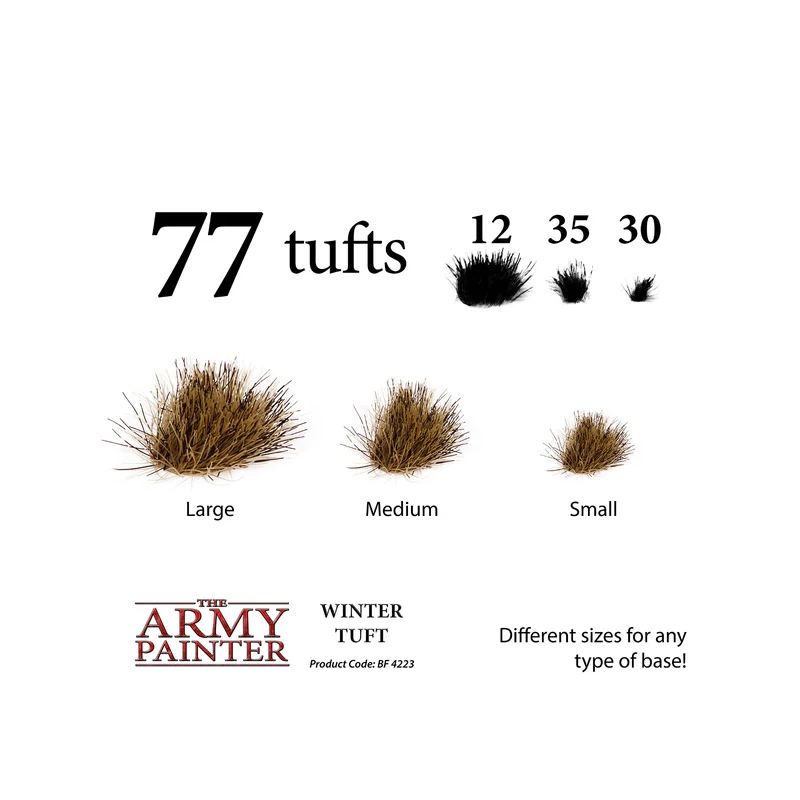 77 tufts 12 35 30
Large Medium Small
THE
ARMY
PAINTER
WINTER
TUFT
Product Code: BF 4223
Different sizes for any
type of base!